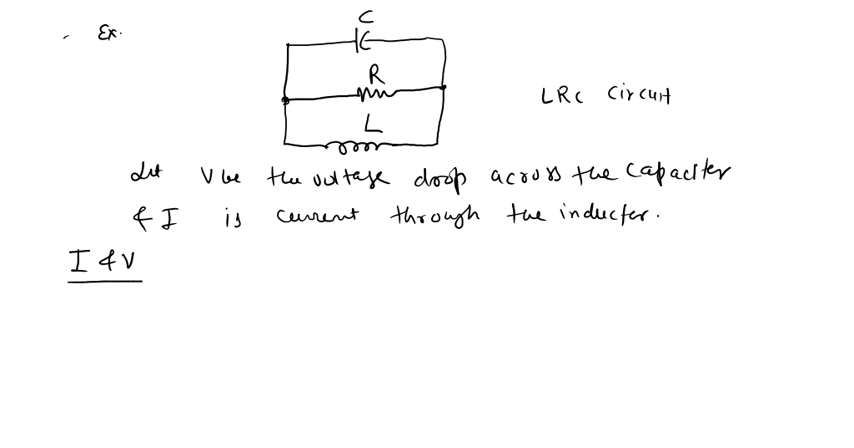 Ex.
C
R
L
LRC Circuit
Let V be the voltage drop across the capacitor
& I is current through the inductor.
I & V